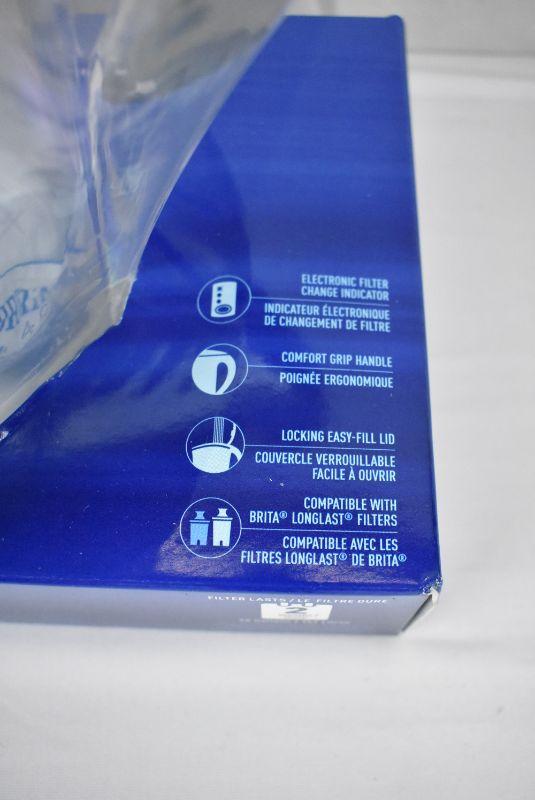 ELECTRONIC FILTER
CHANGE INDICATOR
INDICATEUR ÉLECTRONIQUE
DE CHANGEMENT DE FILTRE
COMFORT GRIP HANDLE
POIGNÉE ERGONOMIQUE
LOCKING EASY-FILL LID
COUVERCLE VERROUILLABLE
FACILE À OUVRIR
COMPATIBLE WITH
BRITA® LONGLAST® FILTERS
COMPATIBLE AVEC LES
FILTRES LONGLAST® DE BRITA®
FILTER LASTS / LE FILTRE DURE
2